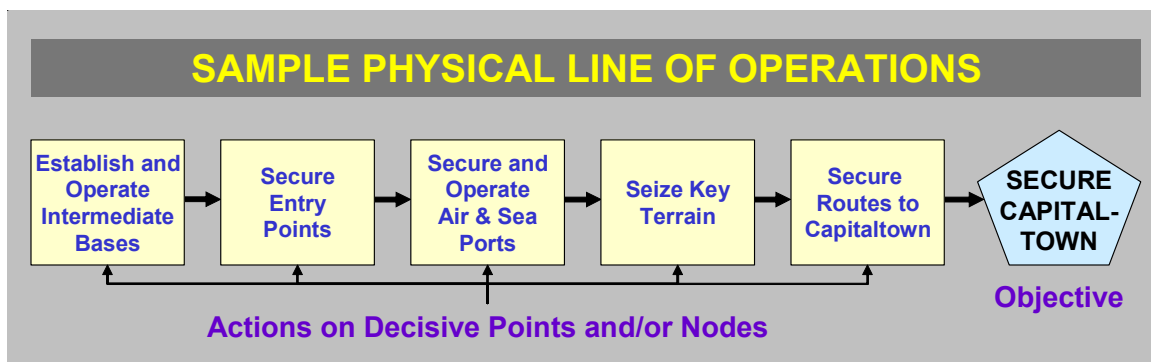 SAMPLE PHYSICAL LINE OF OPERATIONS
Establish and
Operate
Intermediate
Bases
Secure
Entry
Points
Secure and
Operate
Air & Sea
Ports
Seize Key
Terrain
Secure
Routes to
Capitaltown
SECURE
CAPITAL-
TOWN
Objective
Actions on Decisive Points and/or Nodes